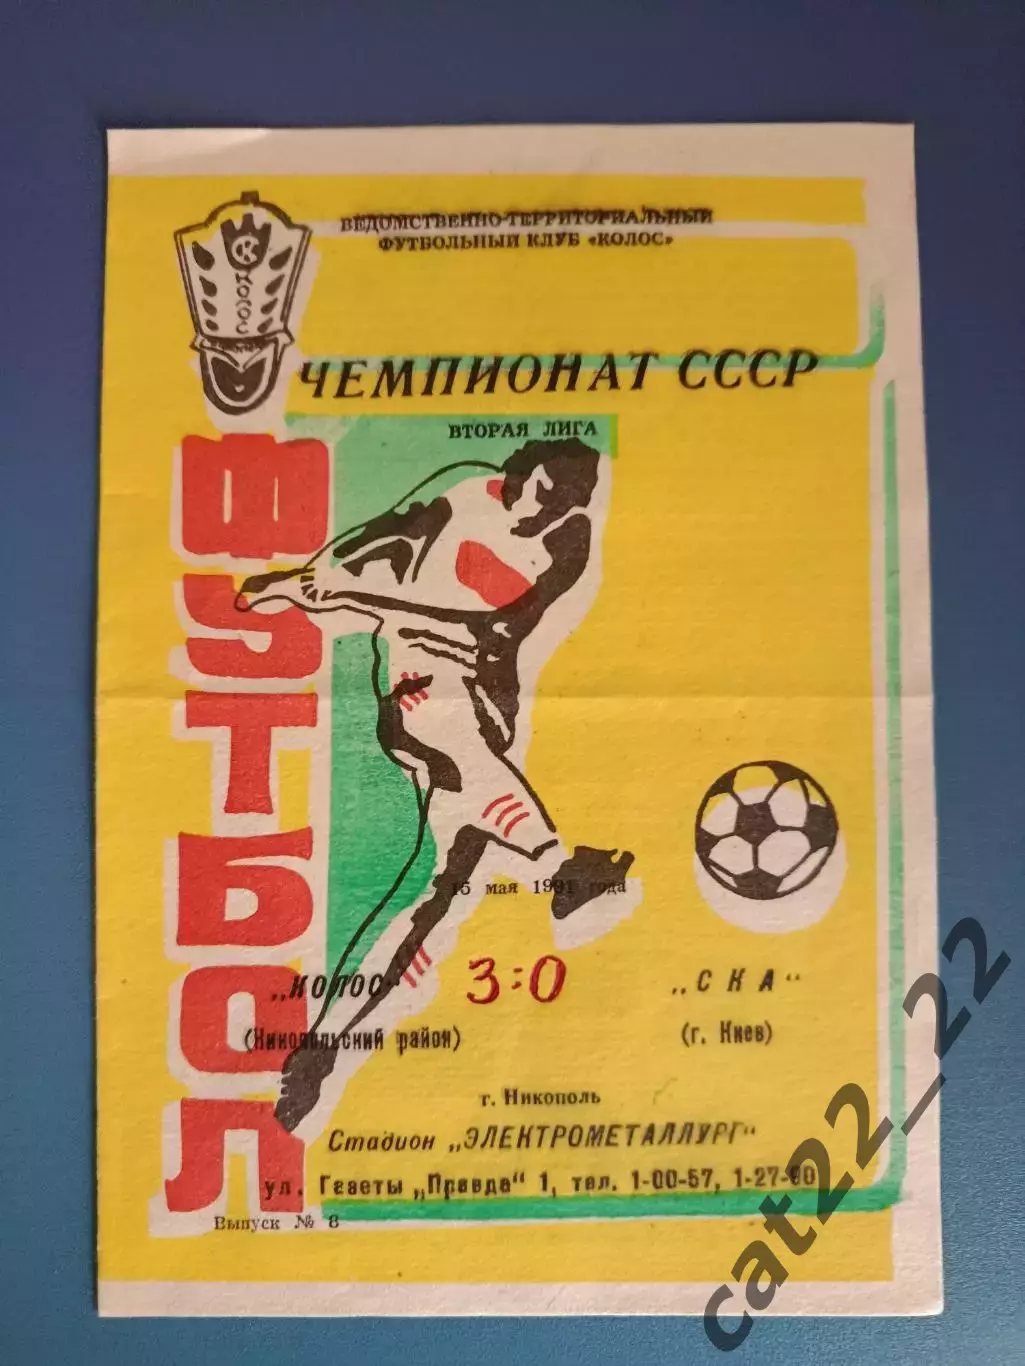 ВЕДОМСТВЕННО-ТЕРРИТОРИАЛЬНЫЙ
ФУТБОЛЬНЫЙ КЛУБ «КОЛОС»
СК
КОЛОС
ЧЕМПИОНАТ СССР
ВТОРАЯ ЛИГА
ФУТБОЛ
15 мая 1991 года
„КОЛОС“ 3:0 „СКА“
(Никопольский район) (г. Киев)
г. Никополь
Стадион „ЭЛЕКТРОМЕТАЛЛУРГ“
ул. Газеты „Правда“ 1, тел. 1-00-57, 1-27-90
Выпуск № 8
cat22_22